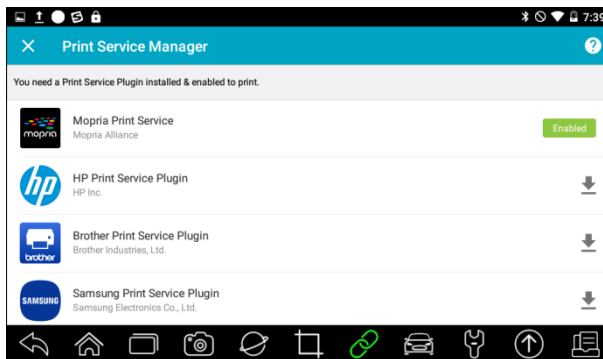 7:39
Print Service Manager
?
You need a Print Service Plugin installed & enabled to print.
mopria
Mopria Print Service
Mopria Alliance
Enabled
hp
HP Print Service Plugin
HP Inc.
brother
Brother Print Service Plugin
Brother Industries, Ltd.
SAMSUNG
Samsung Print Service Plugin
Samsung Electronics Co., Ltd.